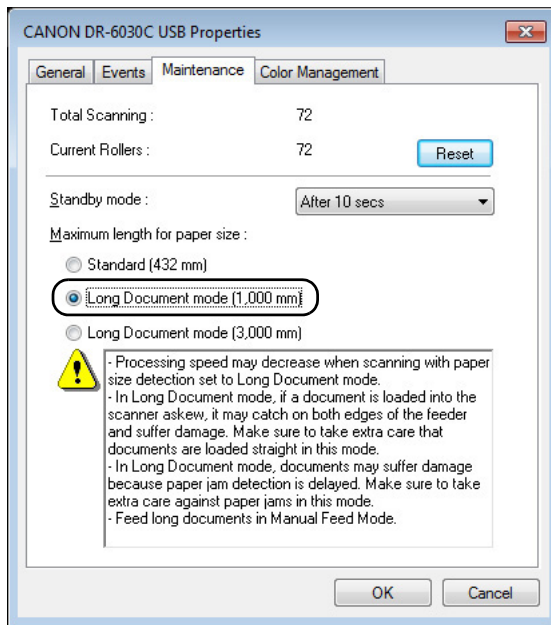 CANON DR-6030C USB Properties
General Events Maintenance Color Management
Total Scanning : 72
Current Rollers : 72 Reset
Standby mode : After 10 secs
Maximum length for paper size :
Standard (432 mm)
Long Document mode (1,000 mm)
Long Document mode (3,000 mm)
- Processing speed may decrease when scanning with paper
size detection set to Long Document mode.
- In Long Document mode, if a document is loaded into the
scanner askew, it may catch on both edges of the feeder
and suffer damage. Make sure to take extra care that
documents are loaded straight in this mode.
- In Long Document mode, documents may suffer damage
because paper jam detection is delayed. Make sure to take
extra care against paper jams in this mode.
- Feed long documents in Manual Feed Mode.
OK Cancel